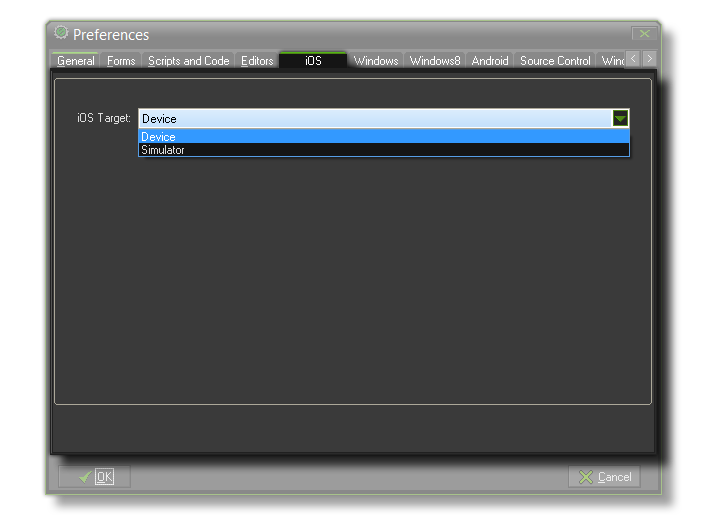 Preferences
General Forms Scripts and Code Editors iOS Windows Windows8 Android Source Control
iOS Target: Device
Device
Simulator
OK Cancel